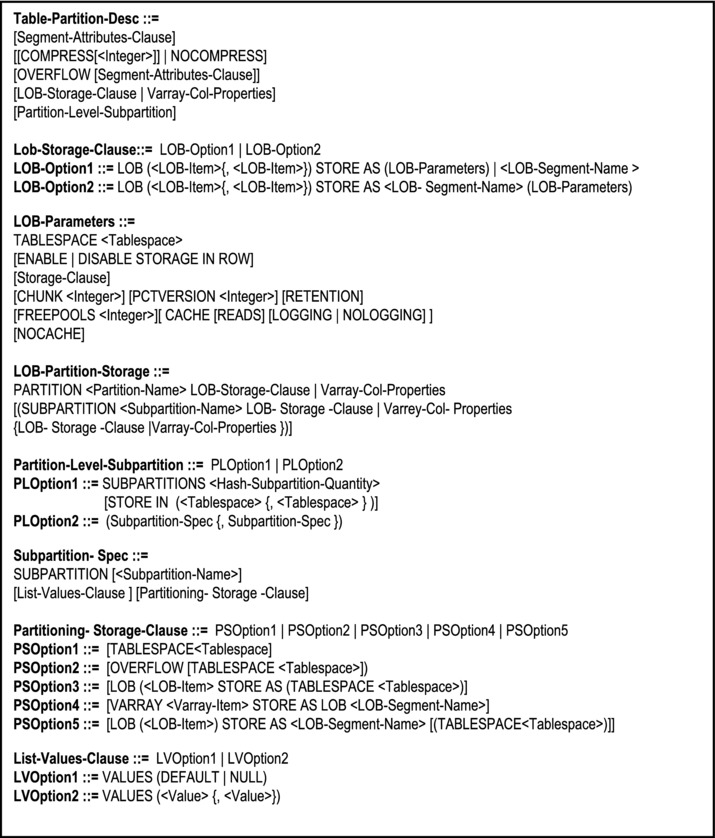 Table-Partition-Desc ::=
[Segment-Attributes-Clause]
[[COMPRESS[<Integer>]] | NOCOMPRESS]
[OVERFLOW [Segment-Attributes-Clause]]
[LOB-Storage-Clause | Varray-Col-Properties]
[Partition-Level-Subpartition]
Lob-Storage-Clause::= LOB-Option1 | LOB-Option2
LOB-Option1 ::= LOB (<LOB-Item>{, <LOB-Item>}) STORE AS (LOB-Parameters) | <LOB-Segment-Name >
LOB-Option2 ::= LOB (<LOB-Item>{, <LOB-Item>}) STORE AS <LOB- Segment-Name> (LOB-Parameters)
LOB-Parameters ::=
TABLESPACE <Tablespace>
[ENABLE | DISABLE STORAGE IN ROW]
[Storage-Clause]
[CHUNK <Integer>] [PCTVERSION <Integer>] [RETENTION]
[FREEPOOLS <Integer>][ CACHE [READS] [LOGGING | NOLOGGING] ]
[NOCACHE]
LOB-Partition-Storage ::=
PARTITION <Partition-Name> LOB-Storage-Clause | Varray-Col-Properties
[(SUBPARTITION <Subpartition-Name> LOB- Storage -Clause | Varrey-Col- Properties
{LOB- Storage -Clause |Varray-Col-Properties })]
Partition-Level-Subpartition ::= PLOption1 | PLOption2
PLOption1 ::= SUBPARTITIONS <Hash-Subpartition-Quantity>
[STORE IN (<Tablespace> {, <Tablespace> } )]
PLOption2 ::= (Subpartition-Spec {, Subpartition-Spec })
Subpartition- Spec ::=
SUBPARTITION [<Subpartition-Name>]
[List-Values-Clause ] [Partitioning- Storage -Clause]
Partitioning- Storage-Clause ::= PSOption1 | PSOption2 | PSOption3 | PSOption4 | PSOption5
PSOption1 ::= [TABLESPACE<Tablespace]
PSOption2 ::= [OVERFLOW [TABLESPACE <Tablespace>])
PSOption3 ::= [LOB (<LOB-Item> STORE AS (TABLESPACE <Tablespace>)]
PSOption4 ::= [VARRAY <Varray-Item> STORE AS LOB <LOB-Segment-Name>]
PSOption5 ::= [LOB (<LOB-Item>) STORE AS <LOB-Segment-Name> [(TABLESPACE<Tablespace>)]]
List-Values-Clause ::= LVOption1 | LVOption2
LVOption1 ::= VALUES (DEFAULT | NULL)
LVOption2 ::= VALUES (<Value> {, <Value>})